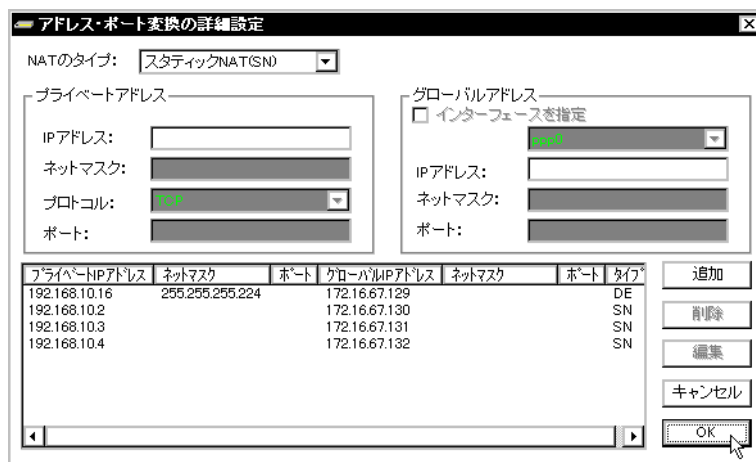 アドレス・ポート変換の詳細設定
NATのタイプ: スタティックNAT(SN)
プライベートアドレス
IPアドレス:
ネットマスク:
プロトコル: TCP
ポート:
グローバルアドレス
インターフェースを指定
ppp0
IPアドレス:
ネットマスク:
ポート:
プライベートIPアドレス ネットマスク ポート グローバルIPアドレス ネットマスク ポート タイプ
192.168.10.16 255.255.255.224 172.16.67.129 DE
192.168.10.2 172.16.67.130 SN
192.168.10.3 172.16.67.131 SN
192.168.10.4 172.16.67.132 SN
追加
削除
編集
キャンセル
OK